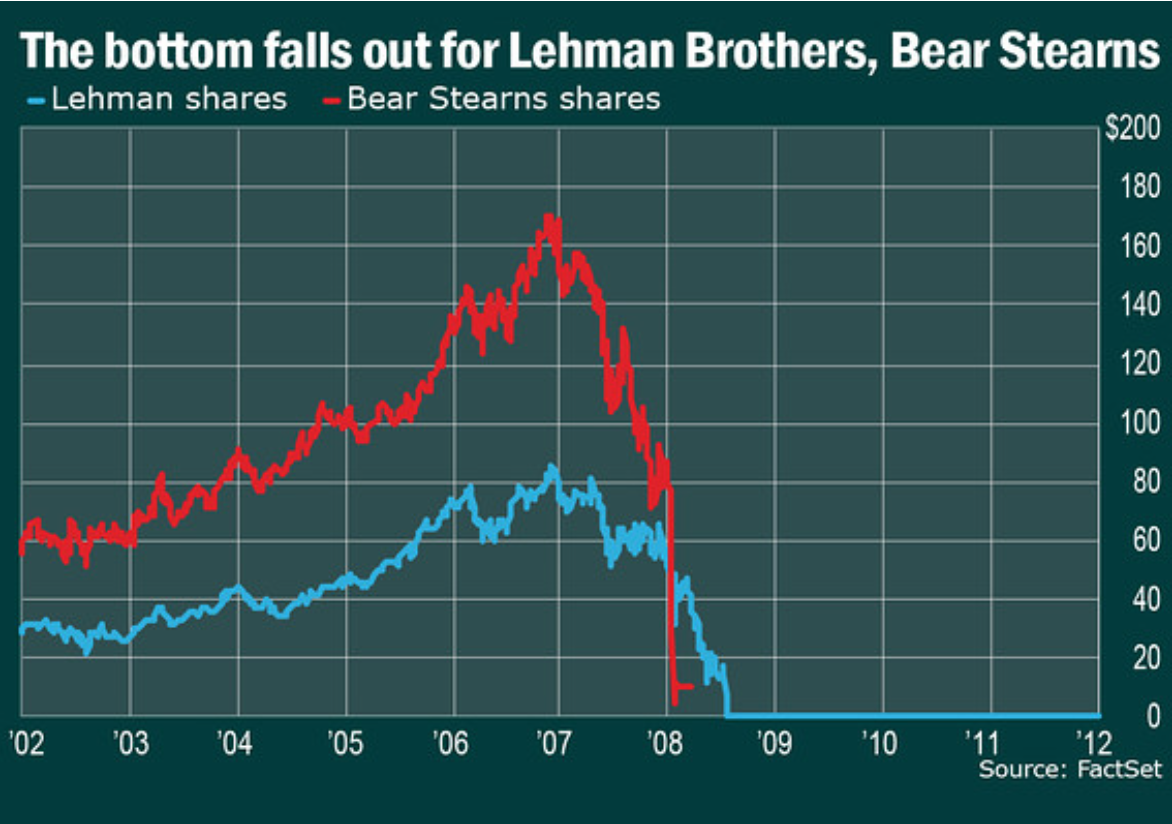 The bottom falls out for Lehman Brothers, Bear Stearns
Lehman shares Bear Stearns shares
$200
180
160
140
120
100
80
60
40
20
0
'02 '03 '04 '05 '06 '07 '08 '09 '10 '11 '12
Source: FactSet